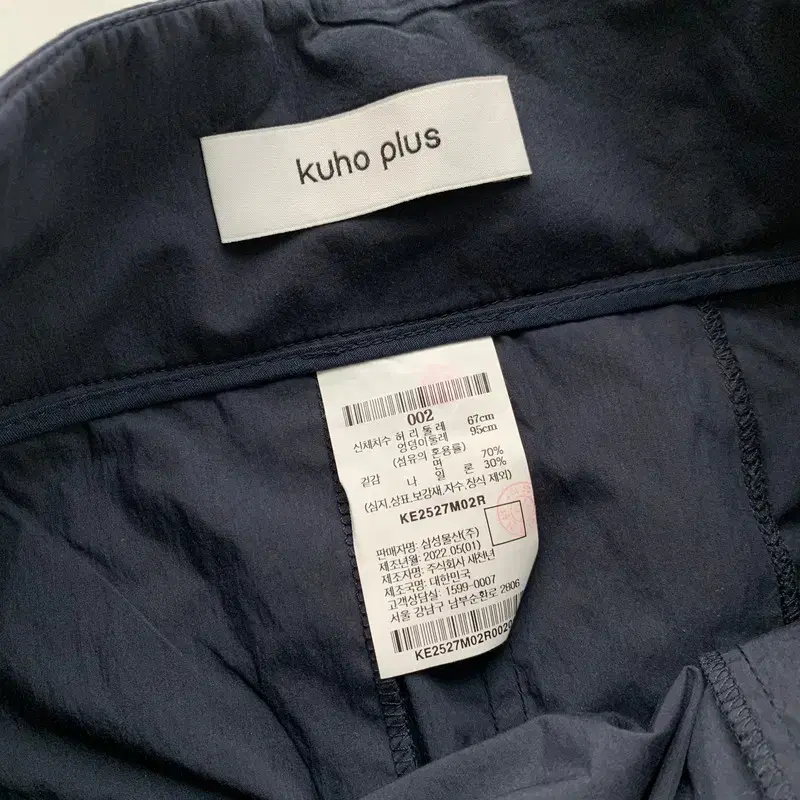 kuho plus
002
신체치수 허리둘레 67cm
엉덩이둘레 95cm
(섬유의 혼용률)
겉감 면 70%
나일론 30%
(심지,상표,보강재,자수,장식 제외)
KE2527M02R
판매자명: 삼성물산(주)
제조년월: 2022.05(01)
제조자명: 주식회사 새천년
제조국명: 대한민국
고객상담실: 1599-0007
서울 강남구 남부순환로 2806
KE2527M02R002